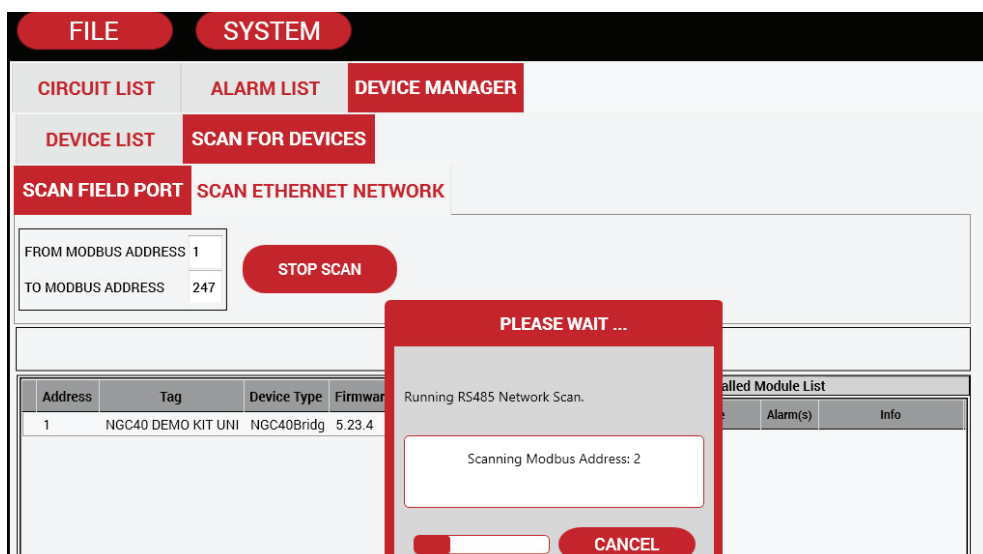 FILE SYSTEM
CIRCUIT LIST ALARM LIST DEVICE MANAGER
DEVICE LIST SCAN FOR DEVICES
SCAN FIELD PORT SCAN ETHERNET NETWORK
FROM MODBUS ADDRESS 1
STOP SCAN
TO MODBUS ADDRESS 247
PLEASE WAIT ...
Running RS485 Network Scan.
Scanning Modbus Address: 2
CANCEL
Module List
Address Tag Device Type Firmwar Alarm(s) Info
1 NGC40 DEMO KIT UNI NGC40Bridg 5.23.4